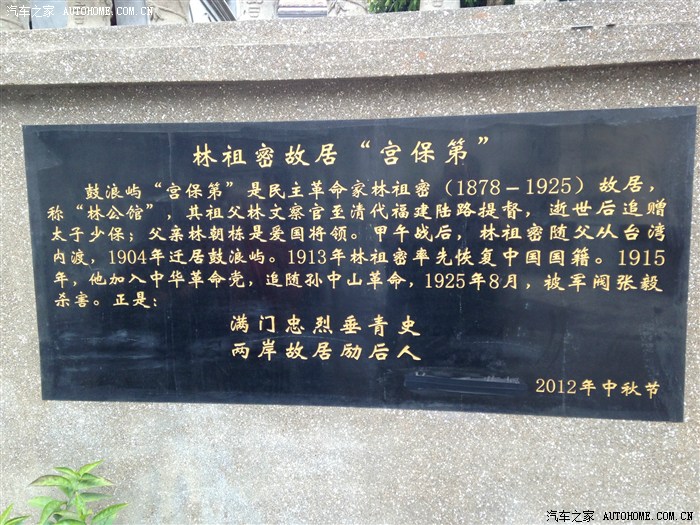 汽车之家 AUTOHOME.COM.CN
林祖密故居“宫保第”
鼓浪屿“宫保第”是民主革命家林祖密(1878-1925)故居,
称“林公馆”,其祖父林文察官至清代福建陆路提督,逝世后追赠
太子少保;父亲林朝栋是爱国将领。甲午战后,林祖密随父从台湾
内渡,1904年迁居鼓浪屿。1913年林祖密率先恢复中国国籍。1915
年,他加入中华革命党,追随孙中山革命,1925年8月,被军阀张毅
杀害。正是:
满门忠烈垂青史
两岸故居励后人
2012年中秋节
汽车之家 AUTOHOME.COM.CN